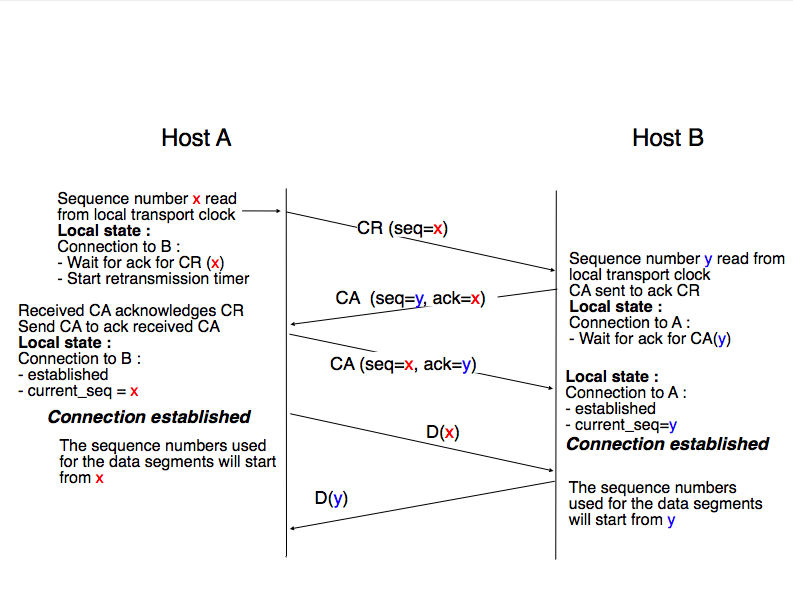 Host A
Host B
Sequence number x read
from local transport clock
Local state :
Connection to B :
- Wait for ack for CR (x)
- Start retransmission timer
CR (seq=x)
Sequence number y read from
local transport clock
CA sent to ack CR
Local state :
Connection to A :
- Wait for ack for CA(y)
CA (seq=y, ack=x)
Received CA acknowledges CR
Send CA to ack received CA
Local state :
Connection to B :
- established
- current_seq = x
Connection established
CA (seq=x, ack=y)
Local state :
Connection to A :
- established
- current_seq=y
Connection established
The sequence numbers used
for the data segments will start
from x
D(x)
D(y)
The sequence numbers
used for the data segments
will start from y